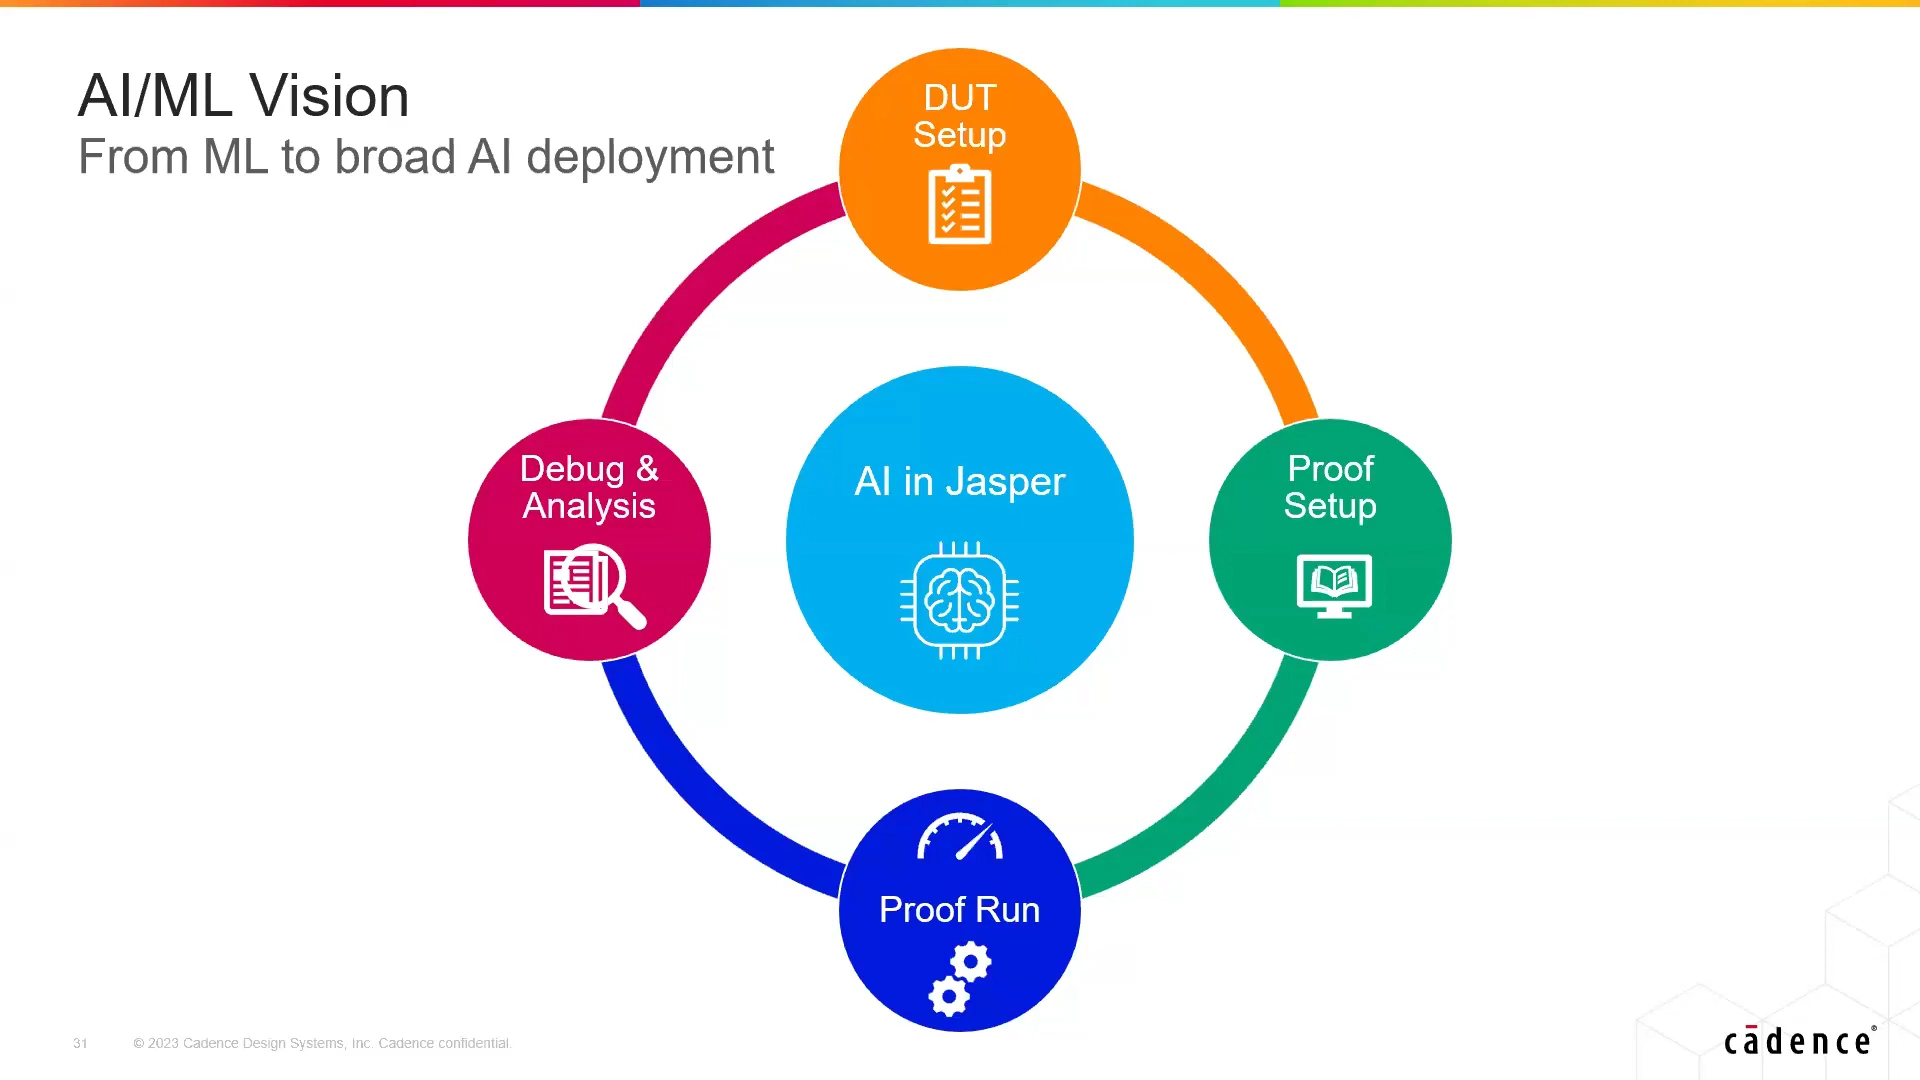 AI/ML Vision
From ML to broad AI deployment
DUT
Setup
Debug &
Analysis
AI in Jasper
Proof
Setup
Proof Run
31
© 2023 Cadence Design Systems, Inc. Cadence confidential.
cādence®